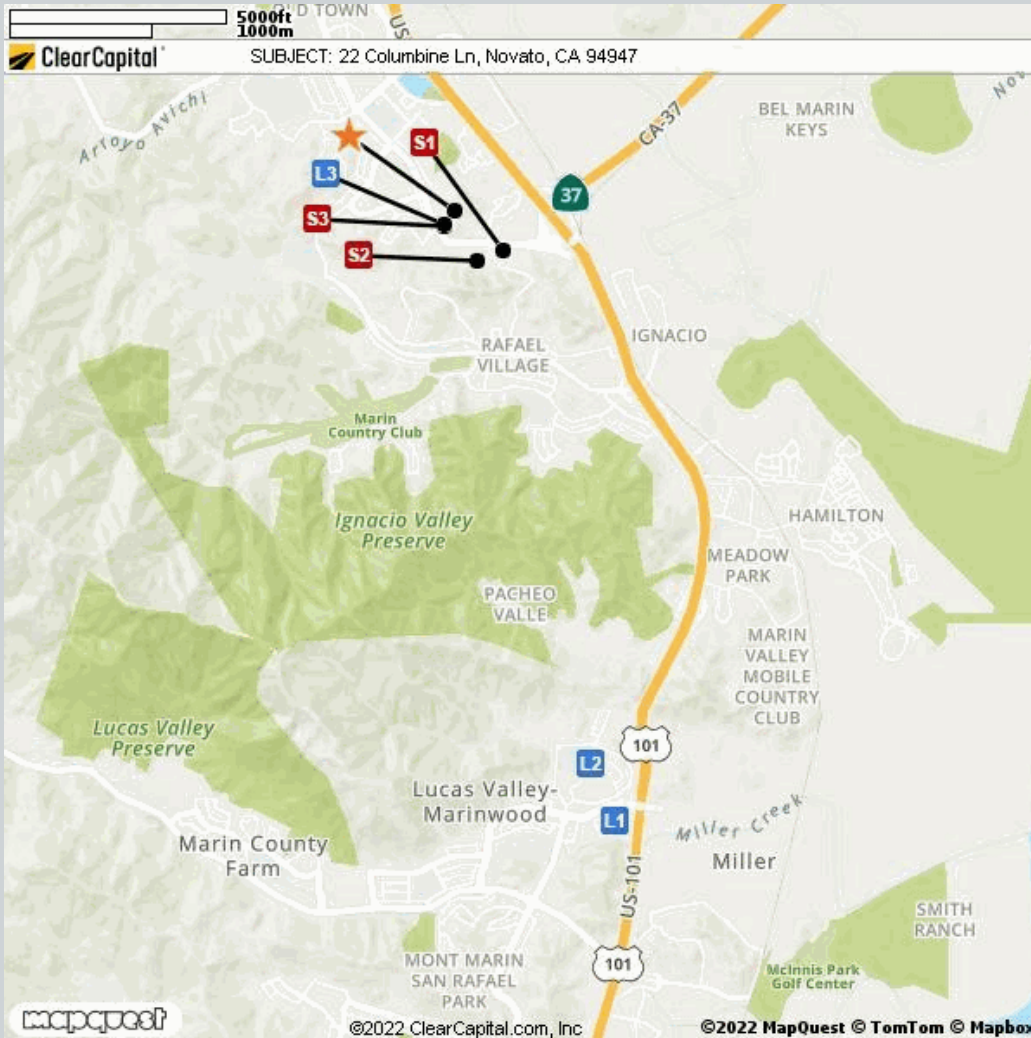 5000ft
1000m
OLD TOWN
US
ClearCapital
SUBJECT: 22 Columbine Ln, Novato, CA 94947
Arroyo Avichi
BEL MARIN
KEYS
CA-37
S1
L3
37
S3
S2
RAFAEL
VILLAGE
IGNACIO
Marin
Country Club
Ignacio Valley
Preserve
HAMILTON
MEADOW
PARK
PACHEO
VALLE
MARIN
VALLEY
MOBILE
COUNTRY
CLUB
Lucas Valley
Preserve
101
L2
Lucas Valley-
Marinwood
L1
Miller Creek
Marin County
Farm
Miller
US-101
SMITH
RANCH
MONT MARIN
SAN RAFAEL
PARK
101
McInnis Park
Golf Center
mapquest
©2022 ClearCapital.com, Inc
©2022 MapQuest © TomTom © Mapbox